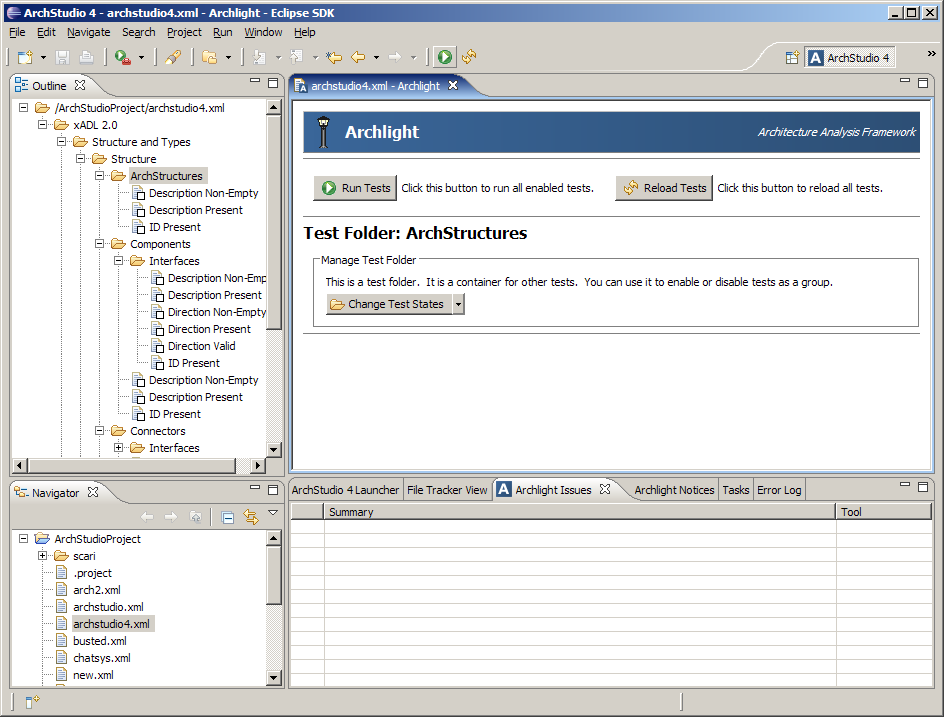 ArchStudio 4 - archstudio4.xml - Archlight - Eclipse SDK
File Edit Navigate Search Project Run Window Help
ArchStudio 4
Outline
/ArchStudioProject/archstudio4.xml
xADL 2.0
Structure and Types
Structure
ArchStructures
Description Non-Empty
Description Present
ID Present
Components
Interfaces
Description Non-Emp
Description Present
Direction Non-Empty
Direction Present
Direction Valid
ID Present
Description Non-Empty
Description Present
ID Present
Connectors
Interfaces
archstudio4.xml - Archlight
Archlight
Architecture Analysis Framework
Run Tests Click this button to run all enabled tests. Reload Tests Click this button to reload all tests.
Test Folder: ArchStructures
Manage Test Folder
This is a test folder. It is a container for other tests. You can use it to enable or disable tests as a group.
Change Test States
Navigator
ArchStudioProject
scari
.project
arch2.xml
archstudio.xml
archstudio4.xml
busted.xml
chatsys.xml
new.xml
ArchStudio 4 Launcher File Tracker View Archlight Issues Archlight Notices Tasks Error Log
Summary Tool